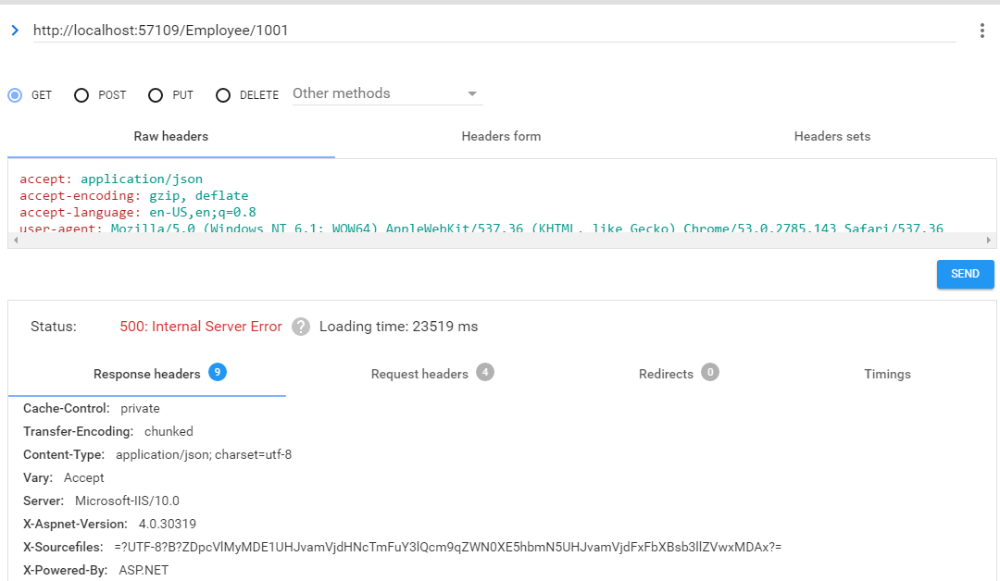 http://localhost:57109/Employee/1001
GET POST PUT DELETE Other methods
Raw headers Headers form Headers sets
accept: application/json
accept-encoding: gzip, deflate
accept-language: en-US,en;q=0.8
user-agent: Mozilla/5.0 (Windows NT 6.1; WOW64) AppleWebKit/537.36 (KHTML, like Gecko) Chrome/53.0.2785.143 Safari/537.36
SEND
Status: 500: Internal Server Error ? Loading time: 23519 ms
Response headers 9 Request headers 4 Redirects 0 Timings
Cache-Control: private
Transfer-Encoding: chunked
Content-Type: application/json; charset=utf-8
Vary: Accept
Server: Microsoft-IIS/10.0
X-Aspnet-Version: 4.0.30319
X-Sourcefiles: =?UTF-8?B?ZDpcVlMyMDE1UHJvamVjdHNcTmFuY3lQcm9qZWN0XE5hbmN5UHJvamVjdFxFbXBsb3llZVwxMDAx?=
X-Powered-By: ASP.NET